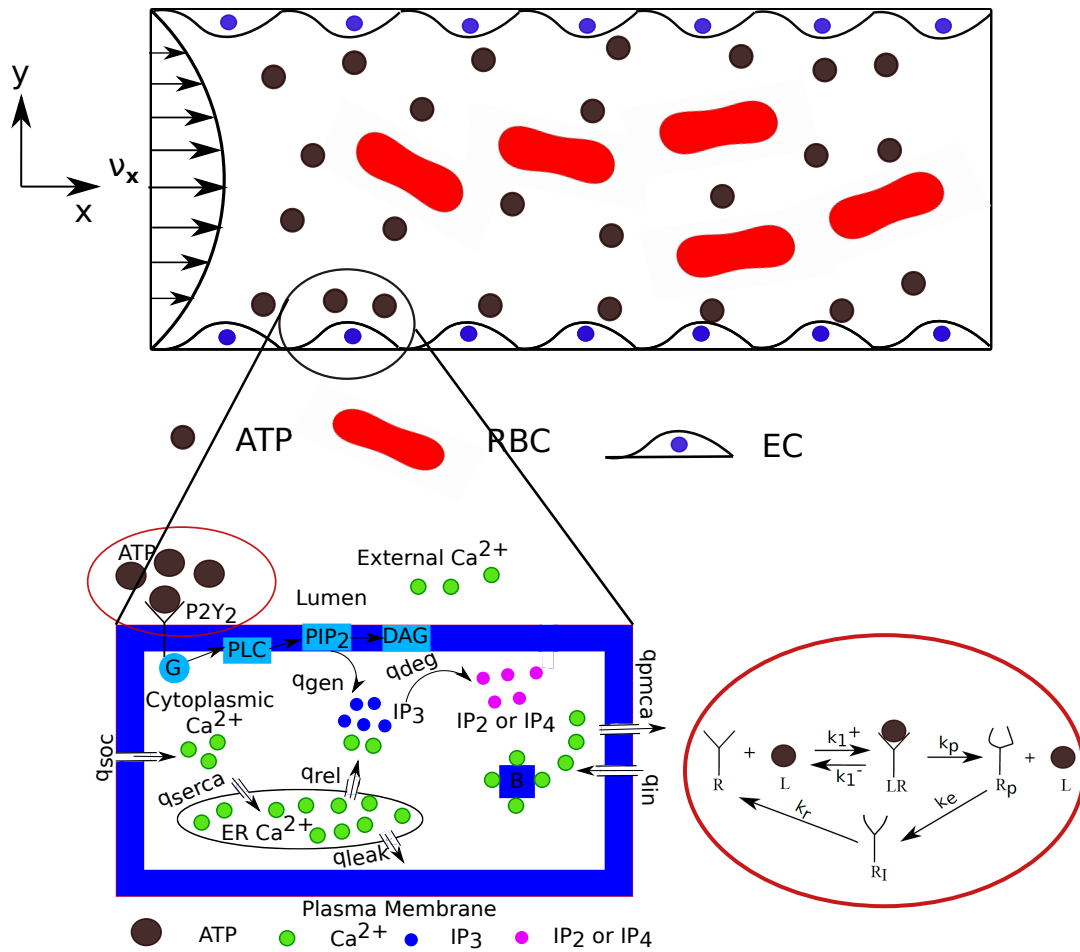 y
νx
x
ATP
RBC
EC
ATP
External Ca2+
P2Y2
Lumen
PLC
PIP2
DAG
G
qgen
qdeg
qpmca
Cytoplasmic
Ca2+
IP3
IP2 or IP4
qsoc
qserca
qrel
B
qin
ER Ca2+
qleak
Plasma Membrane
ATP
Ca2+
IP3
IP2 or IP4
R
+
L
k1+
k1-
LR
kp
Rp
+
L
kr
ke
RI